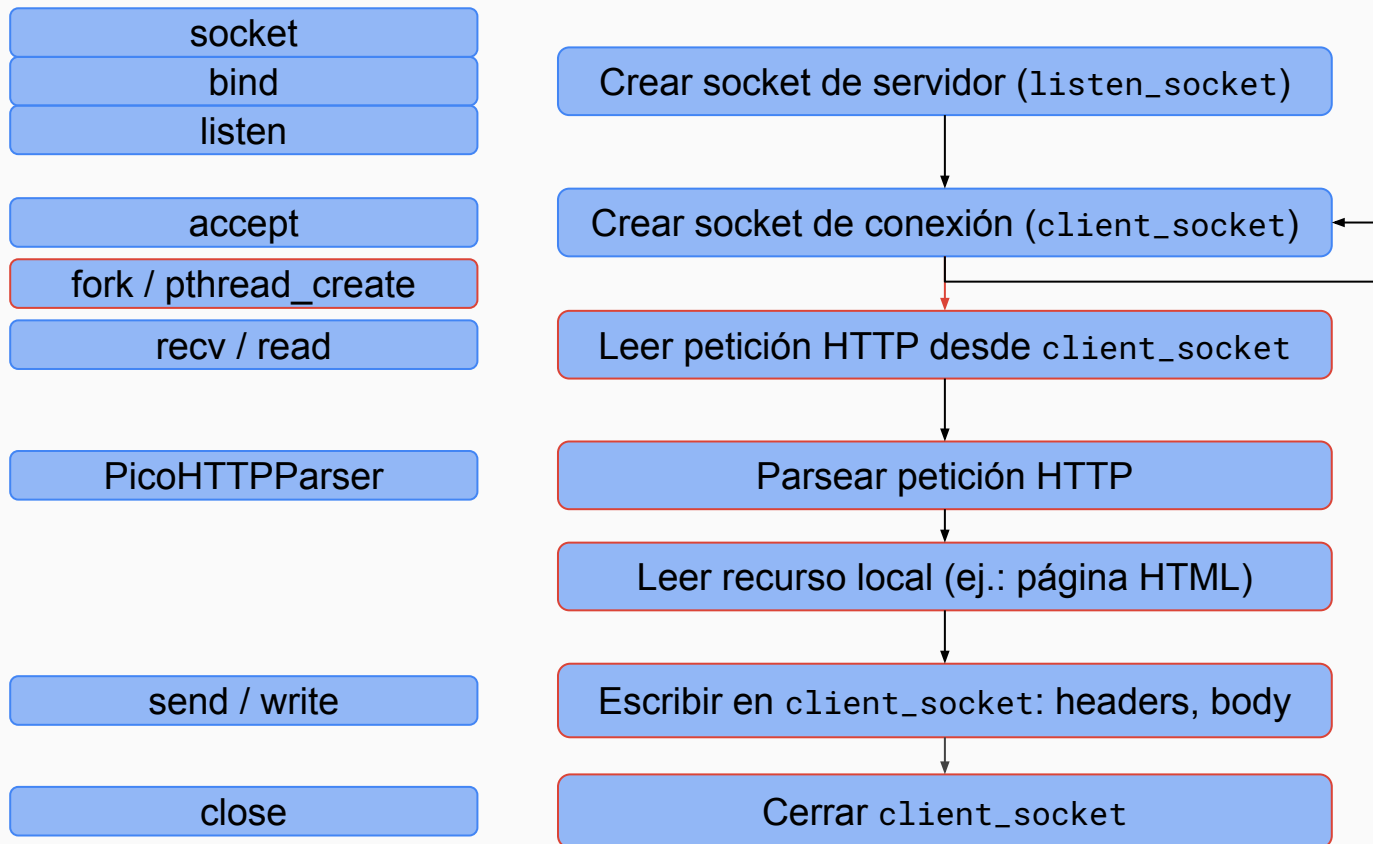 socket
bind
listen
Crear socket de servidor (listen_socket)
accept
Crear socket de conexión (client_socket)
fork / pthread_create
recv / read
Leer petición HTTP desde client_socket
PicoHTTPParser
Parsear petición HTTP
Leer recurso local (ej.: página HTML)
send / write
Escribir en client_socket: headers, body
close
Cerrar client_socket